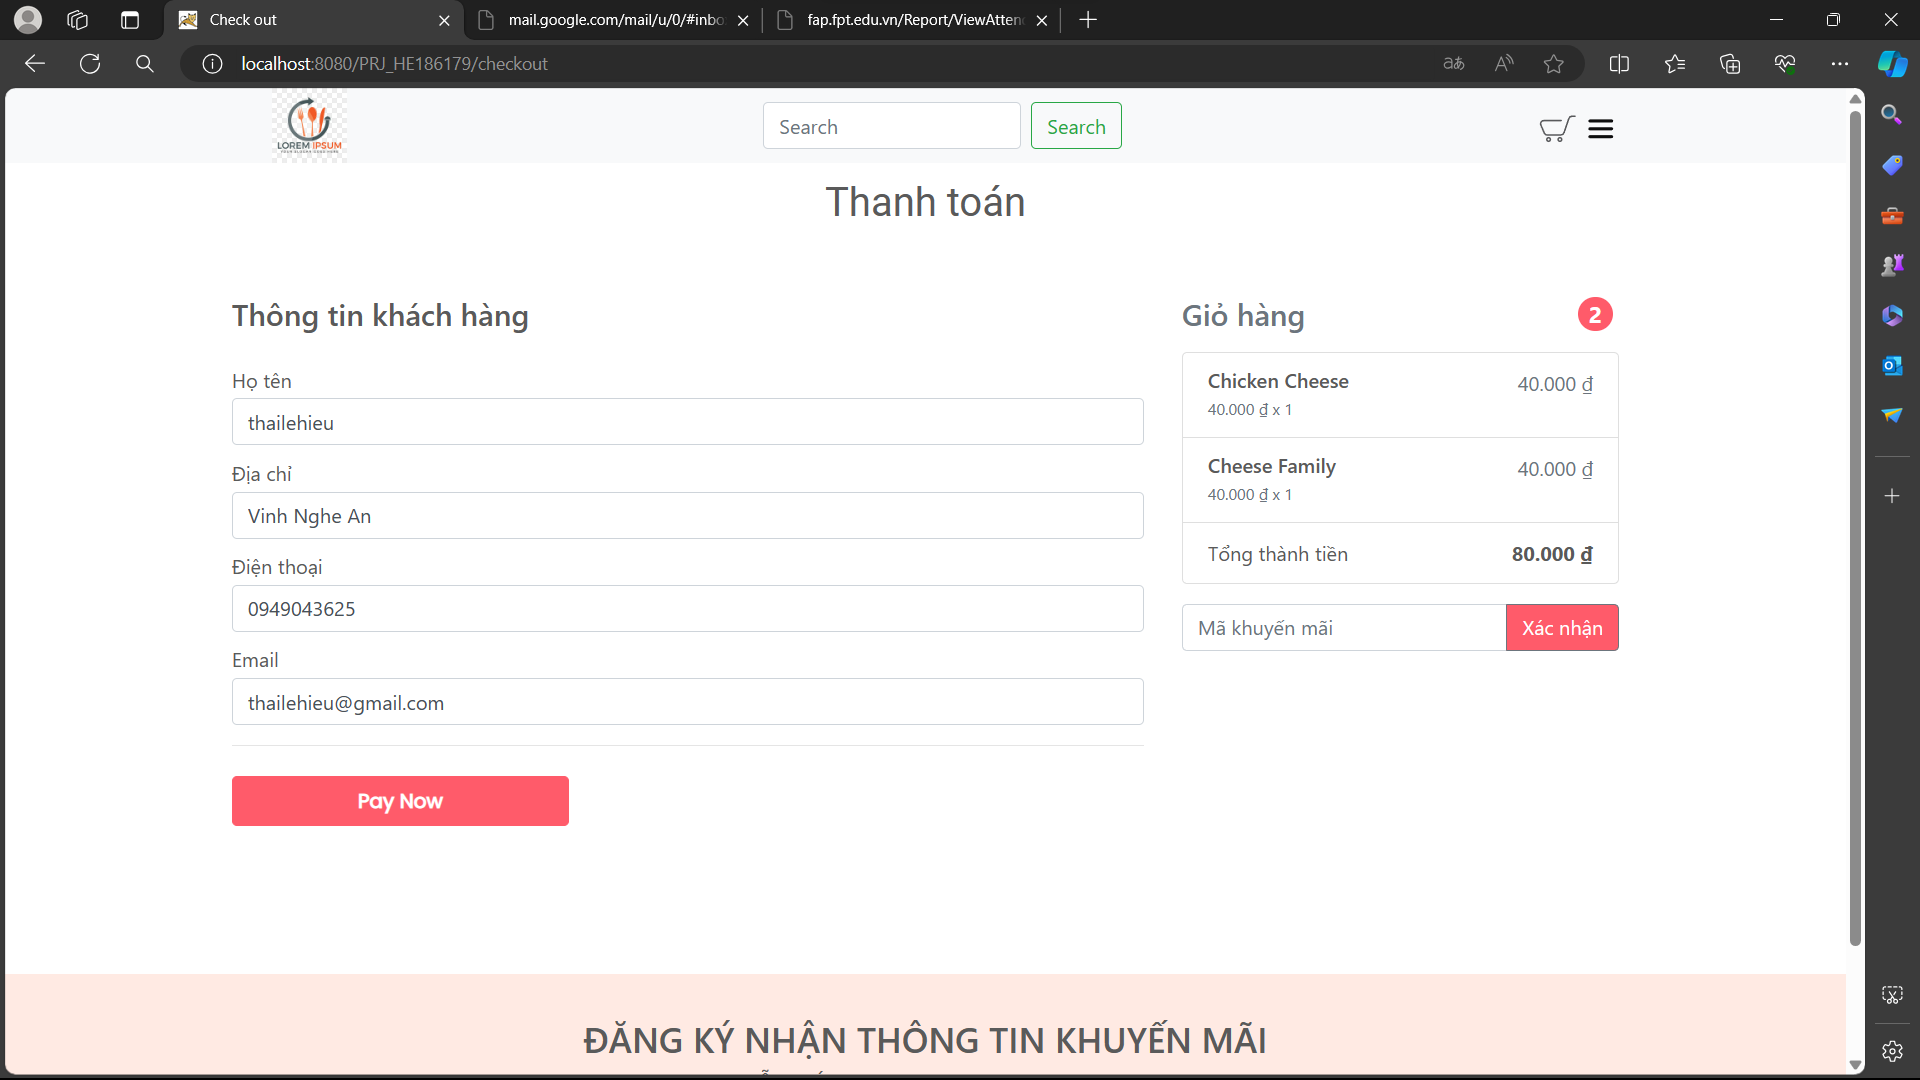 Check out
mail.google.com/mail/u/0/#inbo
fap.fpt.edu.vn/Report/ViewAtten
localhost:8080/PRJ_HE186179/checkout
LOREM IPSUM
Search
Search
Thanh toán
Thông tin khách hàng
Họ tên
thailehieu
Địa chỉ
Vinh Nghe An
Điện thoại
0949043625
Email
thailehieu@gmail.com
Pay Now
Giỏ hàng
2
Chicken Cheese
40.000 ₫
40.000 ₫ x 1
Cheese Family
40.000 ₫
40.000 ₫ x 1
Tổng thành tiền
80.000 ₫
Mã khuyến mãi
Xác nhận
ĐĂNG KÝ NHẬN THÔNG TIN KHUYẾN MÃI